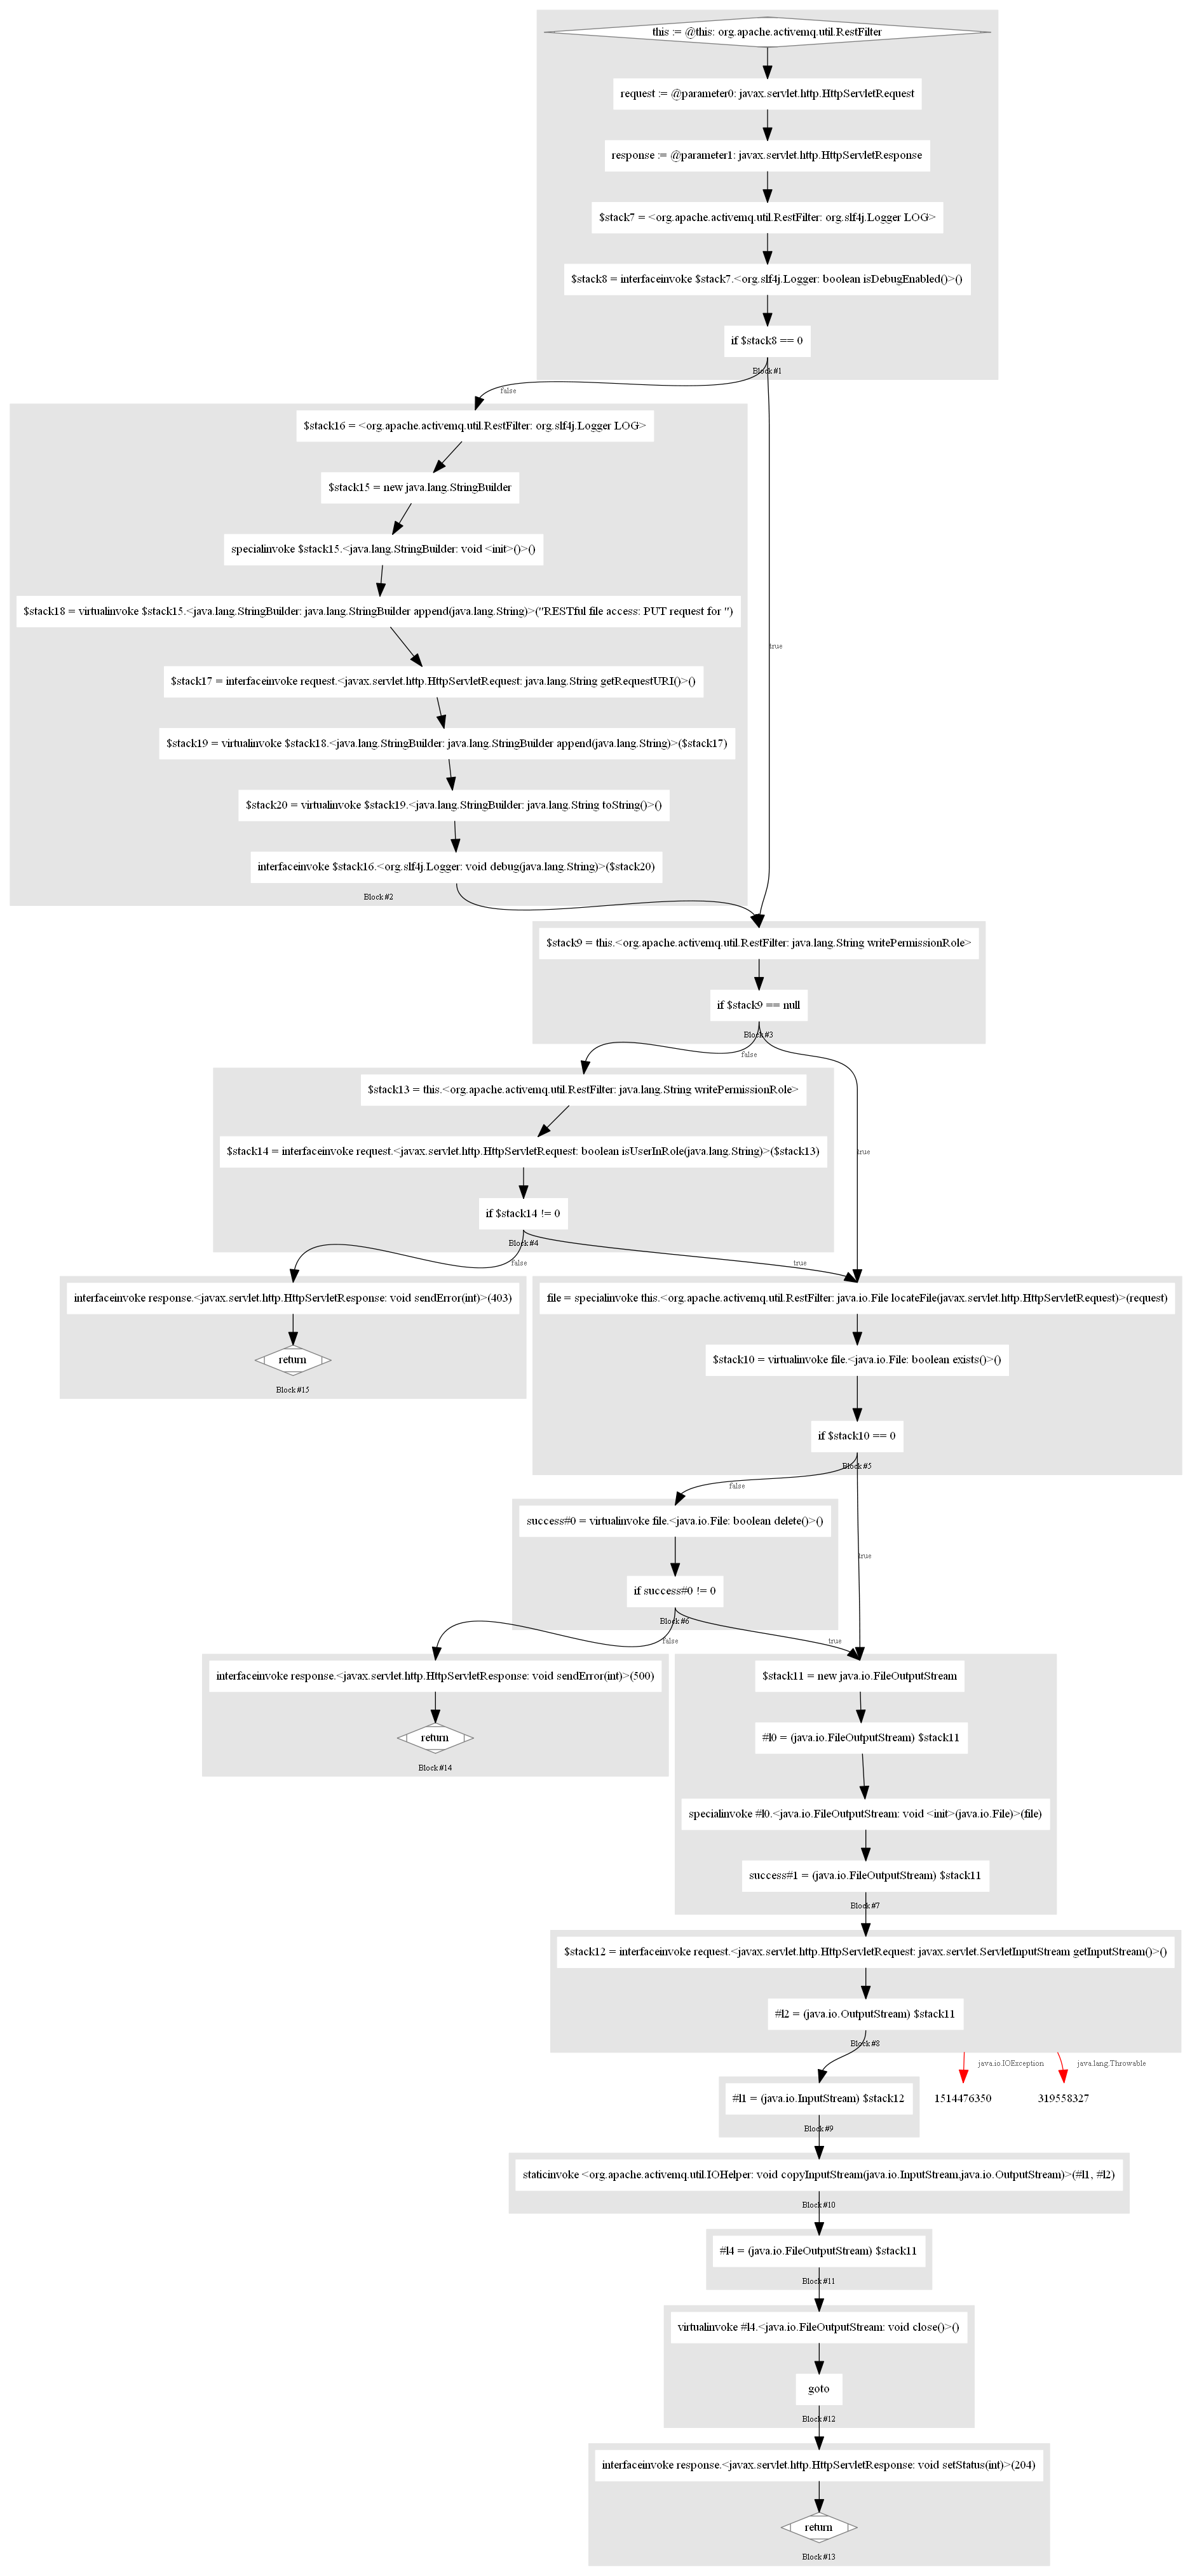 this := @this: org.apache.activemq.util.RestFilter
request := @parameter0: javax.servlet.http.HttpServletRequest
response := @parameter1: javax.servlet.http.HttpServletResponse
$stack7 = <org.apache.activemq.util.RestFilter: org.slf4j.Logger LOG>
$stack8 = interfaceinvoke $stack7.<org.slf4j.Logger: boolean isDebugEnabled()>()
if $stack8 == 0
Block #1
false
$stack16 = <org.apache.activemq.util.RestFilter: org.slf4j.Logger LOG>
$stack15 = new java.lang.StringBuilder
specialinvoke $stack15.<java.lang.StringBuilder: void <init>()>()
$stack18 = virtualinvoke $stack15.<java.lang.StringBuilder: java.lang.StringBuilder append(java.lang.String)>("RESTful file access: PUT request for ")
true
$stack17 = interfaceinvoke request.<javax.servlet.http.HttpServletRequest: java.lang.String getRequestURI()>()
$stack19 = virtualinvoke $stack18.<java.lang.StringBuilder: java.lang.StringBuilder append(java.lang.String)>($stack17)
$stack20 = virtualinvoke $stack19.<java.lang.StringBuilder: java.lang.String toString()>()
interfaceinvoke $stack16.<org.slf4j.Logger: void debug(java.lang.String)>($stack20)
Block #2
$stack9 = this.<org.apache.activemq.util.RestFilter: java.lang.String writePermissionRole>
if $stack9 == null
Block #3
false
$stack13 = this.<org.apache.activemq.util.RestFilter: java.lang.String writePermissionRole>
$stack14 = interfaceinvoke request.<javax.servlet.http.HttpServletRequest: boolean isUserInRole(java.lang.String)>($stack13)
true
if $stack14 != 0
Block #4
false
true
interfaceinvoke response.<javax.servlet.http.HttpServletResponse: void sendError(int)>(403)
return
Block #15
file = specialinvoke this.<org.apache.activemq.util.RestFilter: java.io.File locateFile(javax.servlet.http.HttpServletRequest)>(request)
$stack10 = virtualinvoke file.<java.io.File: boolean exists()>()
if $stack10 == 0
Block #5
false
success#0 = virtualinvoke file.<java.io.File: boolean delete()>()
true
if success#0 != 0
Block #6
false
true
interfaceinvoke response.<javax.servlet.http.HttpServletResponse: void sendError(int)>(500)
return
Block #14
$stack11 = new java.io.FileOutputStream
#l0 = (java.io.FileOutputStream) $stack11
specialinvoke #l0.<java.io.FileOutputStream: void <init>(java.io.File)>(file)
success#1 = (java.io.FileOutputStream) $stack11
Block #7
$stack12 = interfaceinvoke request.<javax.servlet.http.HttpServletRequest: javax.servlet.ServletInputStream getInputStream()>()
#l2 = (java.io.OutputStream) $stack11
Block #8
java.io.IOException
java.lang.Throwable
#l1 = (java.io.InputStream) $stack12
1514476350
319558327
Block #9
staticinvoke <org.apache.activemq.util.IOHelper: void copyInputStream(java.io.InputStream,java.io.OutputStream)>(#l1, #l2)
Block #10
#l4 = (java.io.FileOutputStream) $stack11
Block #11
virtualinvoke #l4.<java.io.FileOutputStream: void close()>()
goto
Block #12
interfaceinvoke response.<javax.servlet.http.HttpServletResponse: void setStatus(int)>(204)
return
Block #13